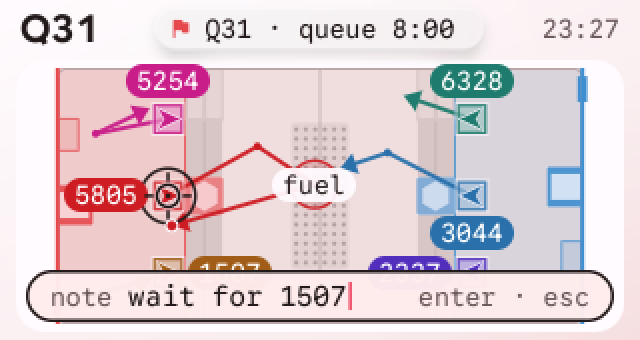 Q31
Q31 · queue 8:00
23:27
5254
6328
5805
fuel
3044
note wait for 1507
enter · esc